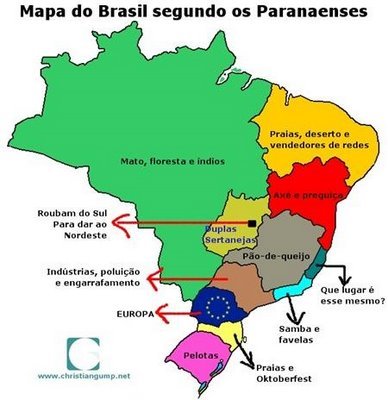 Mapa do Brasil segundo os Paranaenses
Praias, deserto e
vendedores de redes
Mato, floresta e índios
Axé e preguiça
Roubam do Sul
Para dar ao
Nordeste
Duplas
Sertanejas
Pão-de-queijo
Indústrias, poluição
e engarrafamento
Que lugar é
esse mesmo?
EUROPA
Samba e
favelas
Pelotas
Praias e
Oktoberfest
www.christiangump.net